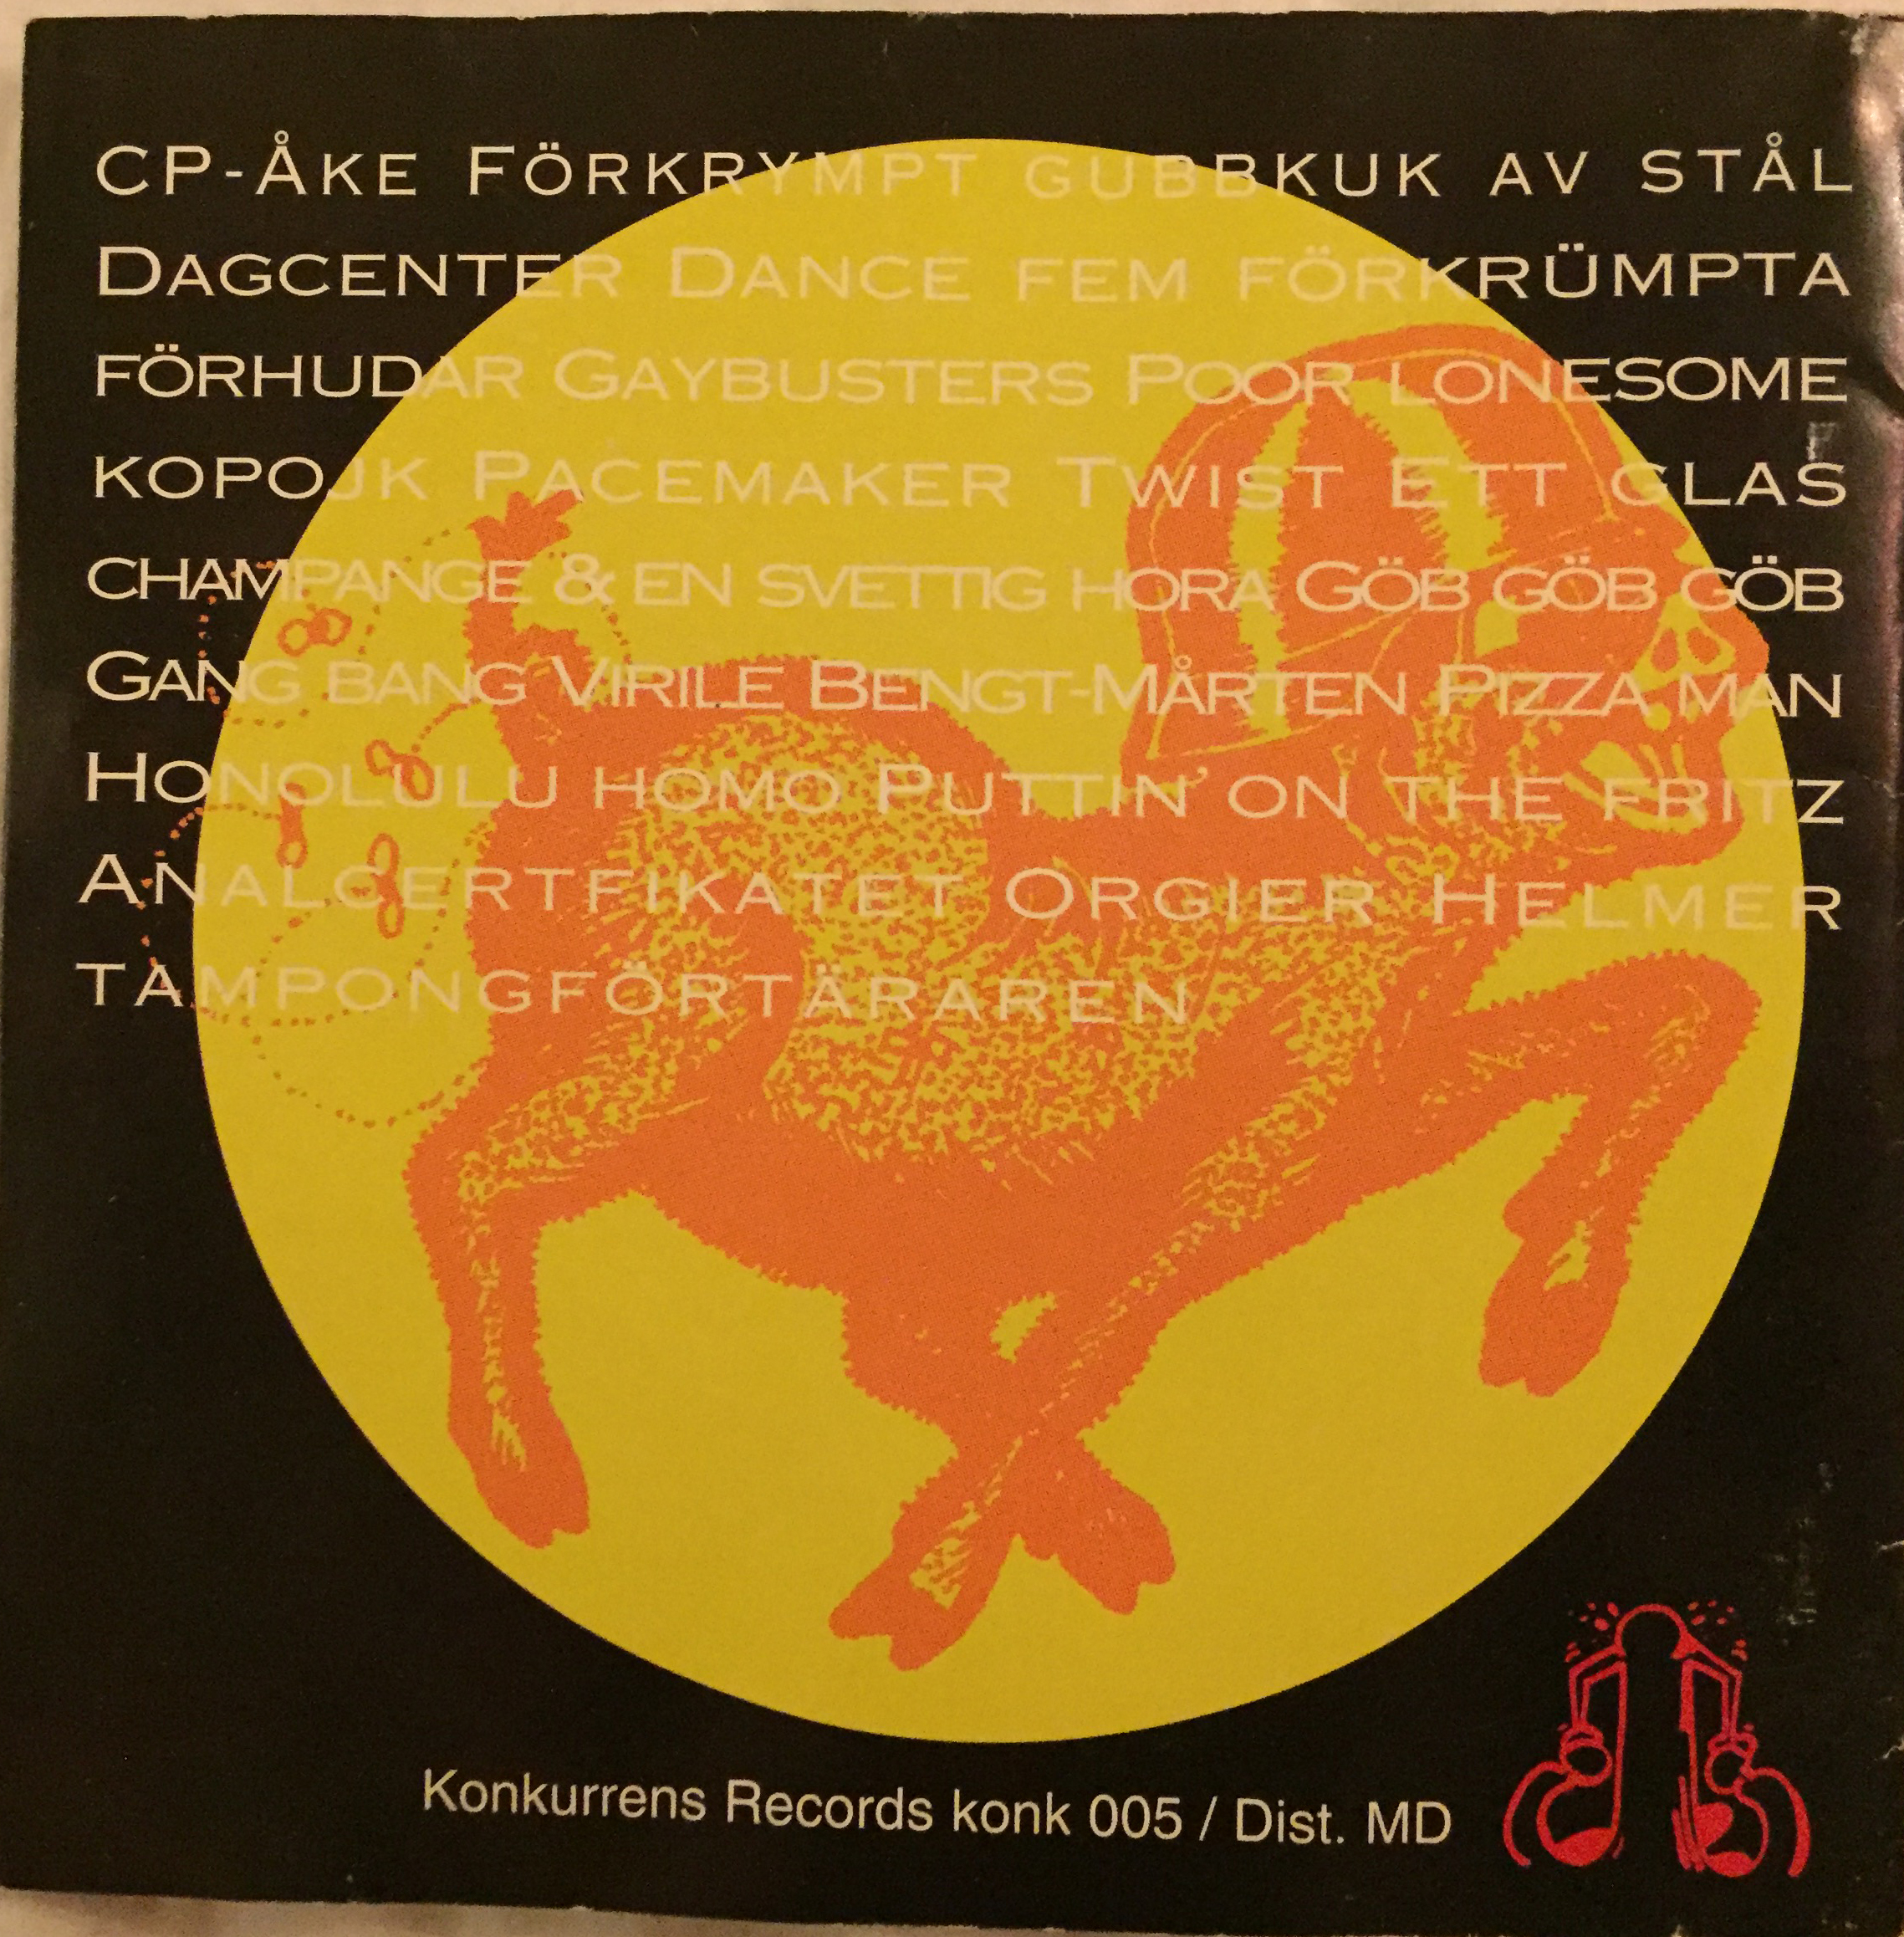 CP-ÅKE FÖRKRYMPT GUBBKUK AV STÅL
DAGCENTER DANCE FEM FÖRKRÜMPTA
FÖRHUDAR GAYBUSTERS POOR LONESOME
KOPOJK PACEMAKER TWIST ETT GLAS
CHAMPANGE & EN SVETTIG HORA GÖB GÖB GÖB
GANG BANG VIRILE BENGT-MÅRTEN PIZZA MAN
HONOLULU HOMO PUTTIN' ON THE FRITZ
ANALCERTFIKATET ORGIER HELMER
TAMPONGFÖRTÄRAREN
Konkurrens Records konk 005 / Dist. MD